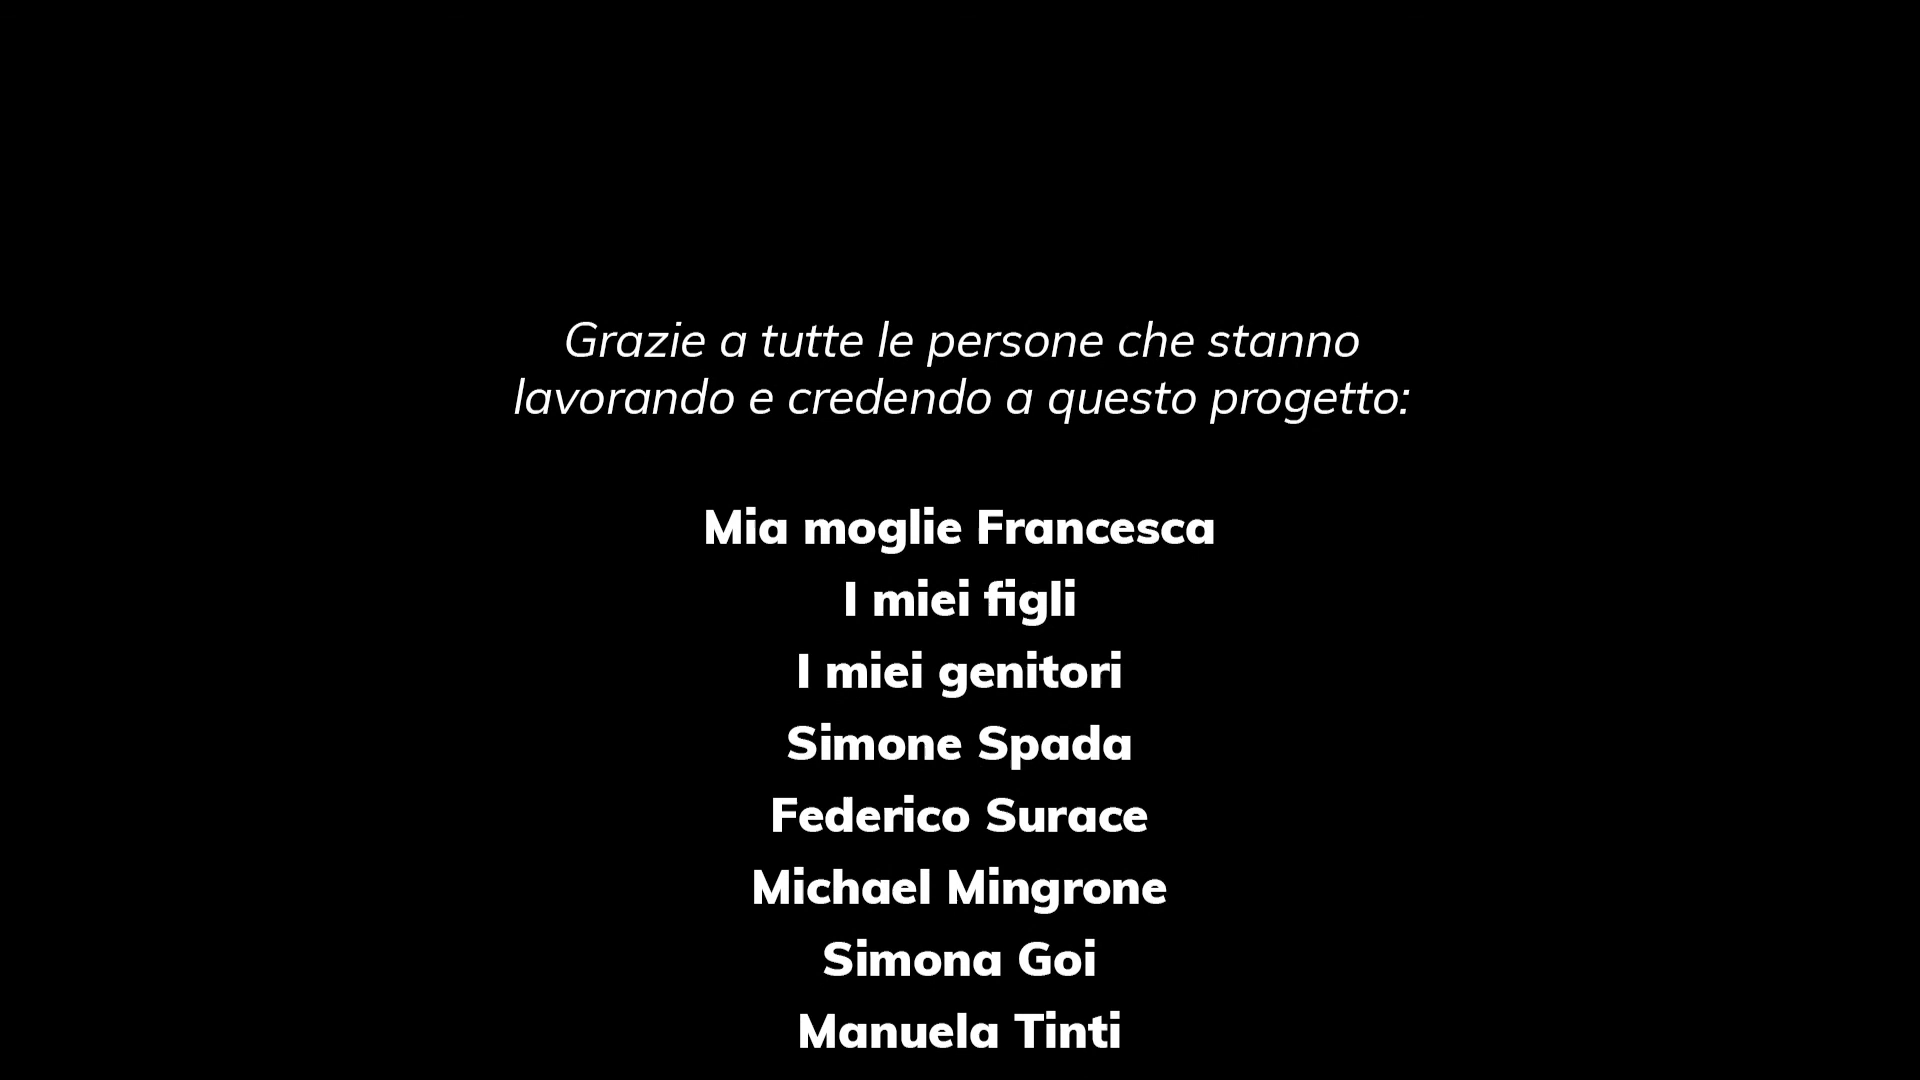 Grazie a tutte le persone che stanno
lavorando e credendo a questo progetto:
Mia moglie Francesca
I miei figli
I miei genitori
Simone Spada
Federico Surace
Michael Mingrone
Simona Goi
Manuela Tinti